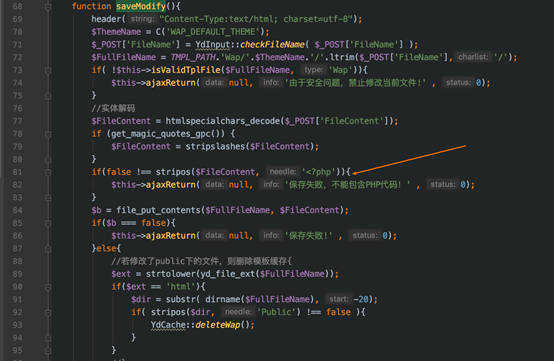 68 function saveModify(){
69 header( string: "Content-Type:text/html; charset=utf-8");
70 $ThemeName = C('WAP_DEFAULT_THEME');
71 $_POST['FileName'] = YdInput::checkFileName( $_POST['FileName'] );
72 $FullFileName = TMPL_PATH.'Wap/'.$ThemeName.'/'.ltrim($_POST['FileName'], charlist: '/');
73 if( !$this->isValidTplFile($FullFileName, type: 'Wap')){
74 $this->ajaxReturn( data: null, info: '由于安全问题，禁止修改当前文件!' , status: 0);
75 }
76 //实体解码
77 $FileContent = htmlspecialchars_decode($_POST['FileContent']);
78 if (get_magic_quotes_gpc()) {
79 $FileContent = stripslashes($FileContent);
80 }
81 if(false !== stripos($FileContent, needle: '<?php')){
82 $this->ajaxReturn( data: null, info: '保存失败，不能包含PHP代码! ' , status: 0);
83 }
84 $b = file_put_contents($FullFileName, $FileContent);
85 if($b === false){
86 $this->ajaxReturn( data: null, info: '保存失败!' , status: 0);
87 }else{
88 //若修改了public下的文件，则删除模板缓存{
89 $ext = strtolower(yd_file_ext($FullFileName));
90 if($ext == 'html'){
91 $dir = substr( dirname($FullFileName), start: -20);
92 if( stripos($dir, needle: 'Public') !== false ){
93 YdCache::deleteWap();
94 }
95 }